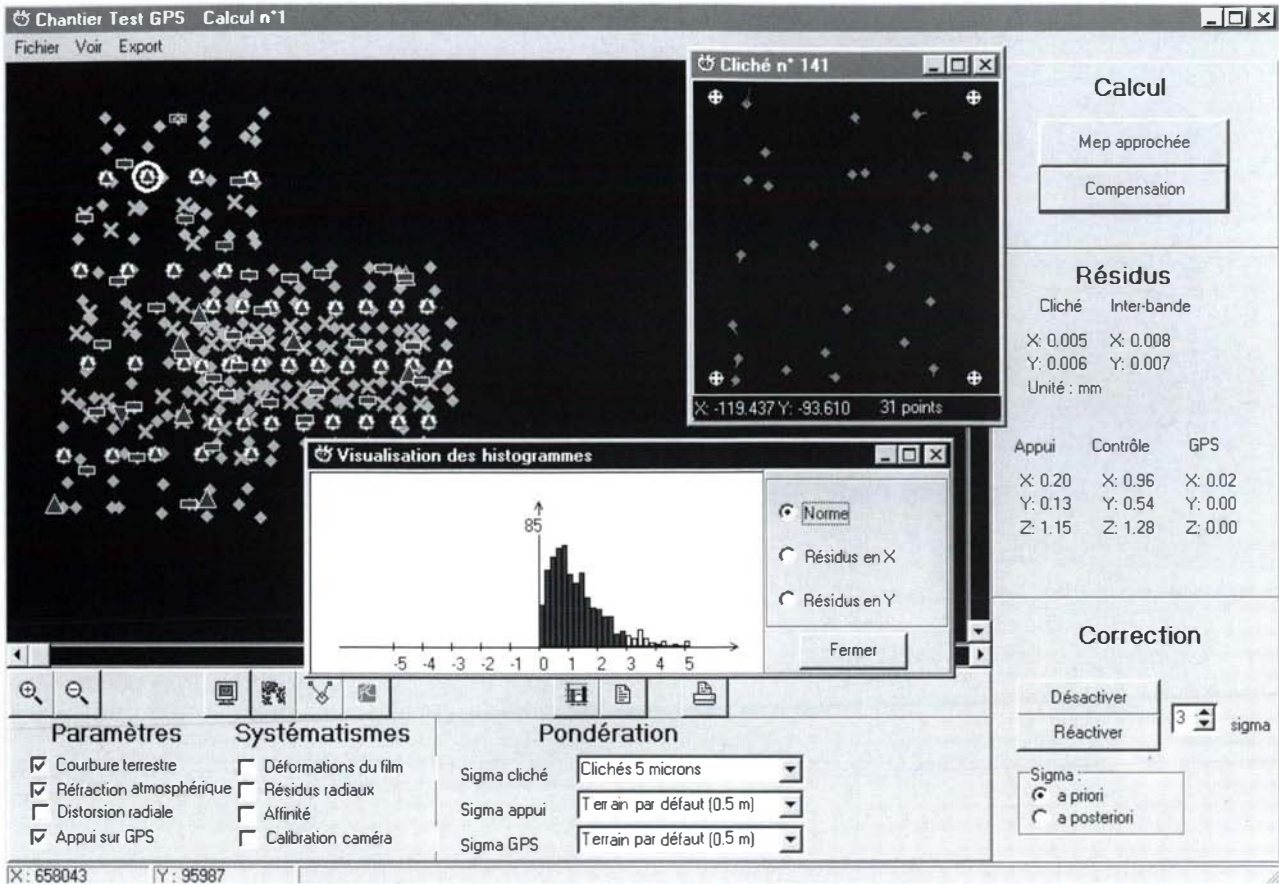 Chantier Test GPS Calcul n°1
Fichier Voir Export
Cliché n° 141
X: -119.437 Y: -93.610 31 points
Calcul
Mep approchée
Compensation
Résidus
Cliché Inter-bande
X: 0.005 X: 0.008
Y: 0.006 Y: 0.007
Unité : mm
Appui Contrôle GPS
X: 0.20 X: 0.96 X: 0.02
Y: 0.13 Y: 0.54 Y: 0.00
Z: 1.15 Z: 1.28 Z: 0.00
Visualisation des histogrammes
85
-5 -4 -3 -2 -1 0 1 2 3 4 5
Norme
Résidus en X
Résidus en Y
Fermer
Correction
Désactiver
Réactiver
3 sigma
Sigma :
a priori
a posteriori
Paramètres
Courbure terrestre
Réfraction atmosphérique
Distorsion radiale
Appui sur GPS
Systématismes
Déformations du film
Résidus radiaux
Affinité
Calibration caméra
Pondération
Sigma cliché Clichés 5 microns
Sigma appui Terrain par défaut (0.5 m)
Sigma GPS Terrain par défaut (0.5 m)
X : 658043 Y : 95987